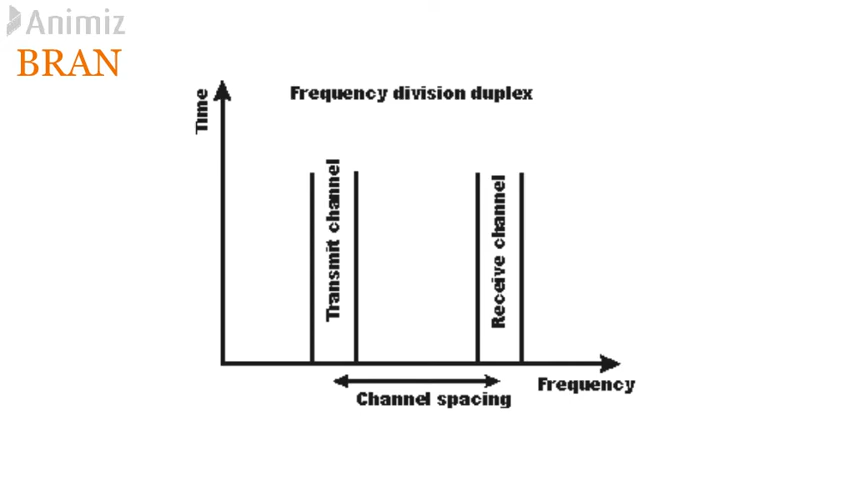 Animiz
BRAN
Frequency division duplex
Time
Transmit channel
Receive channel
Frequency
Channel spacing